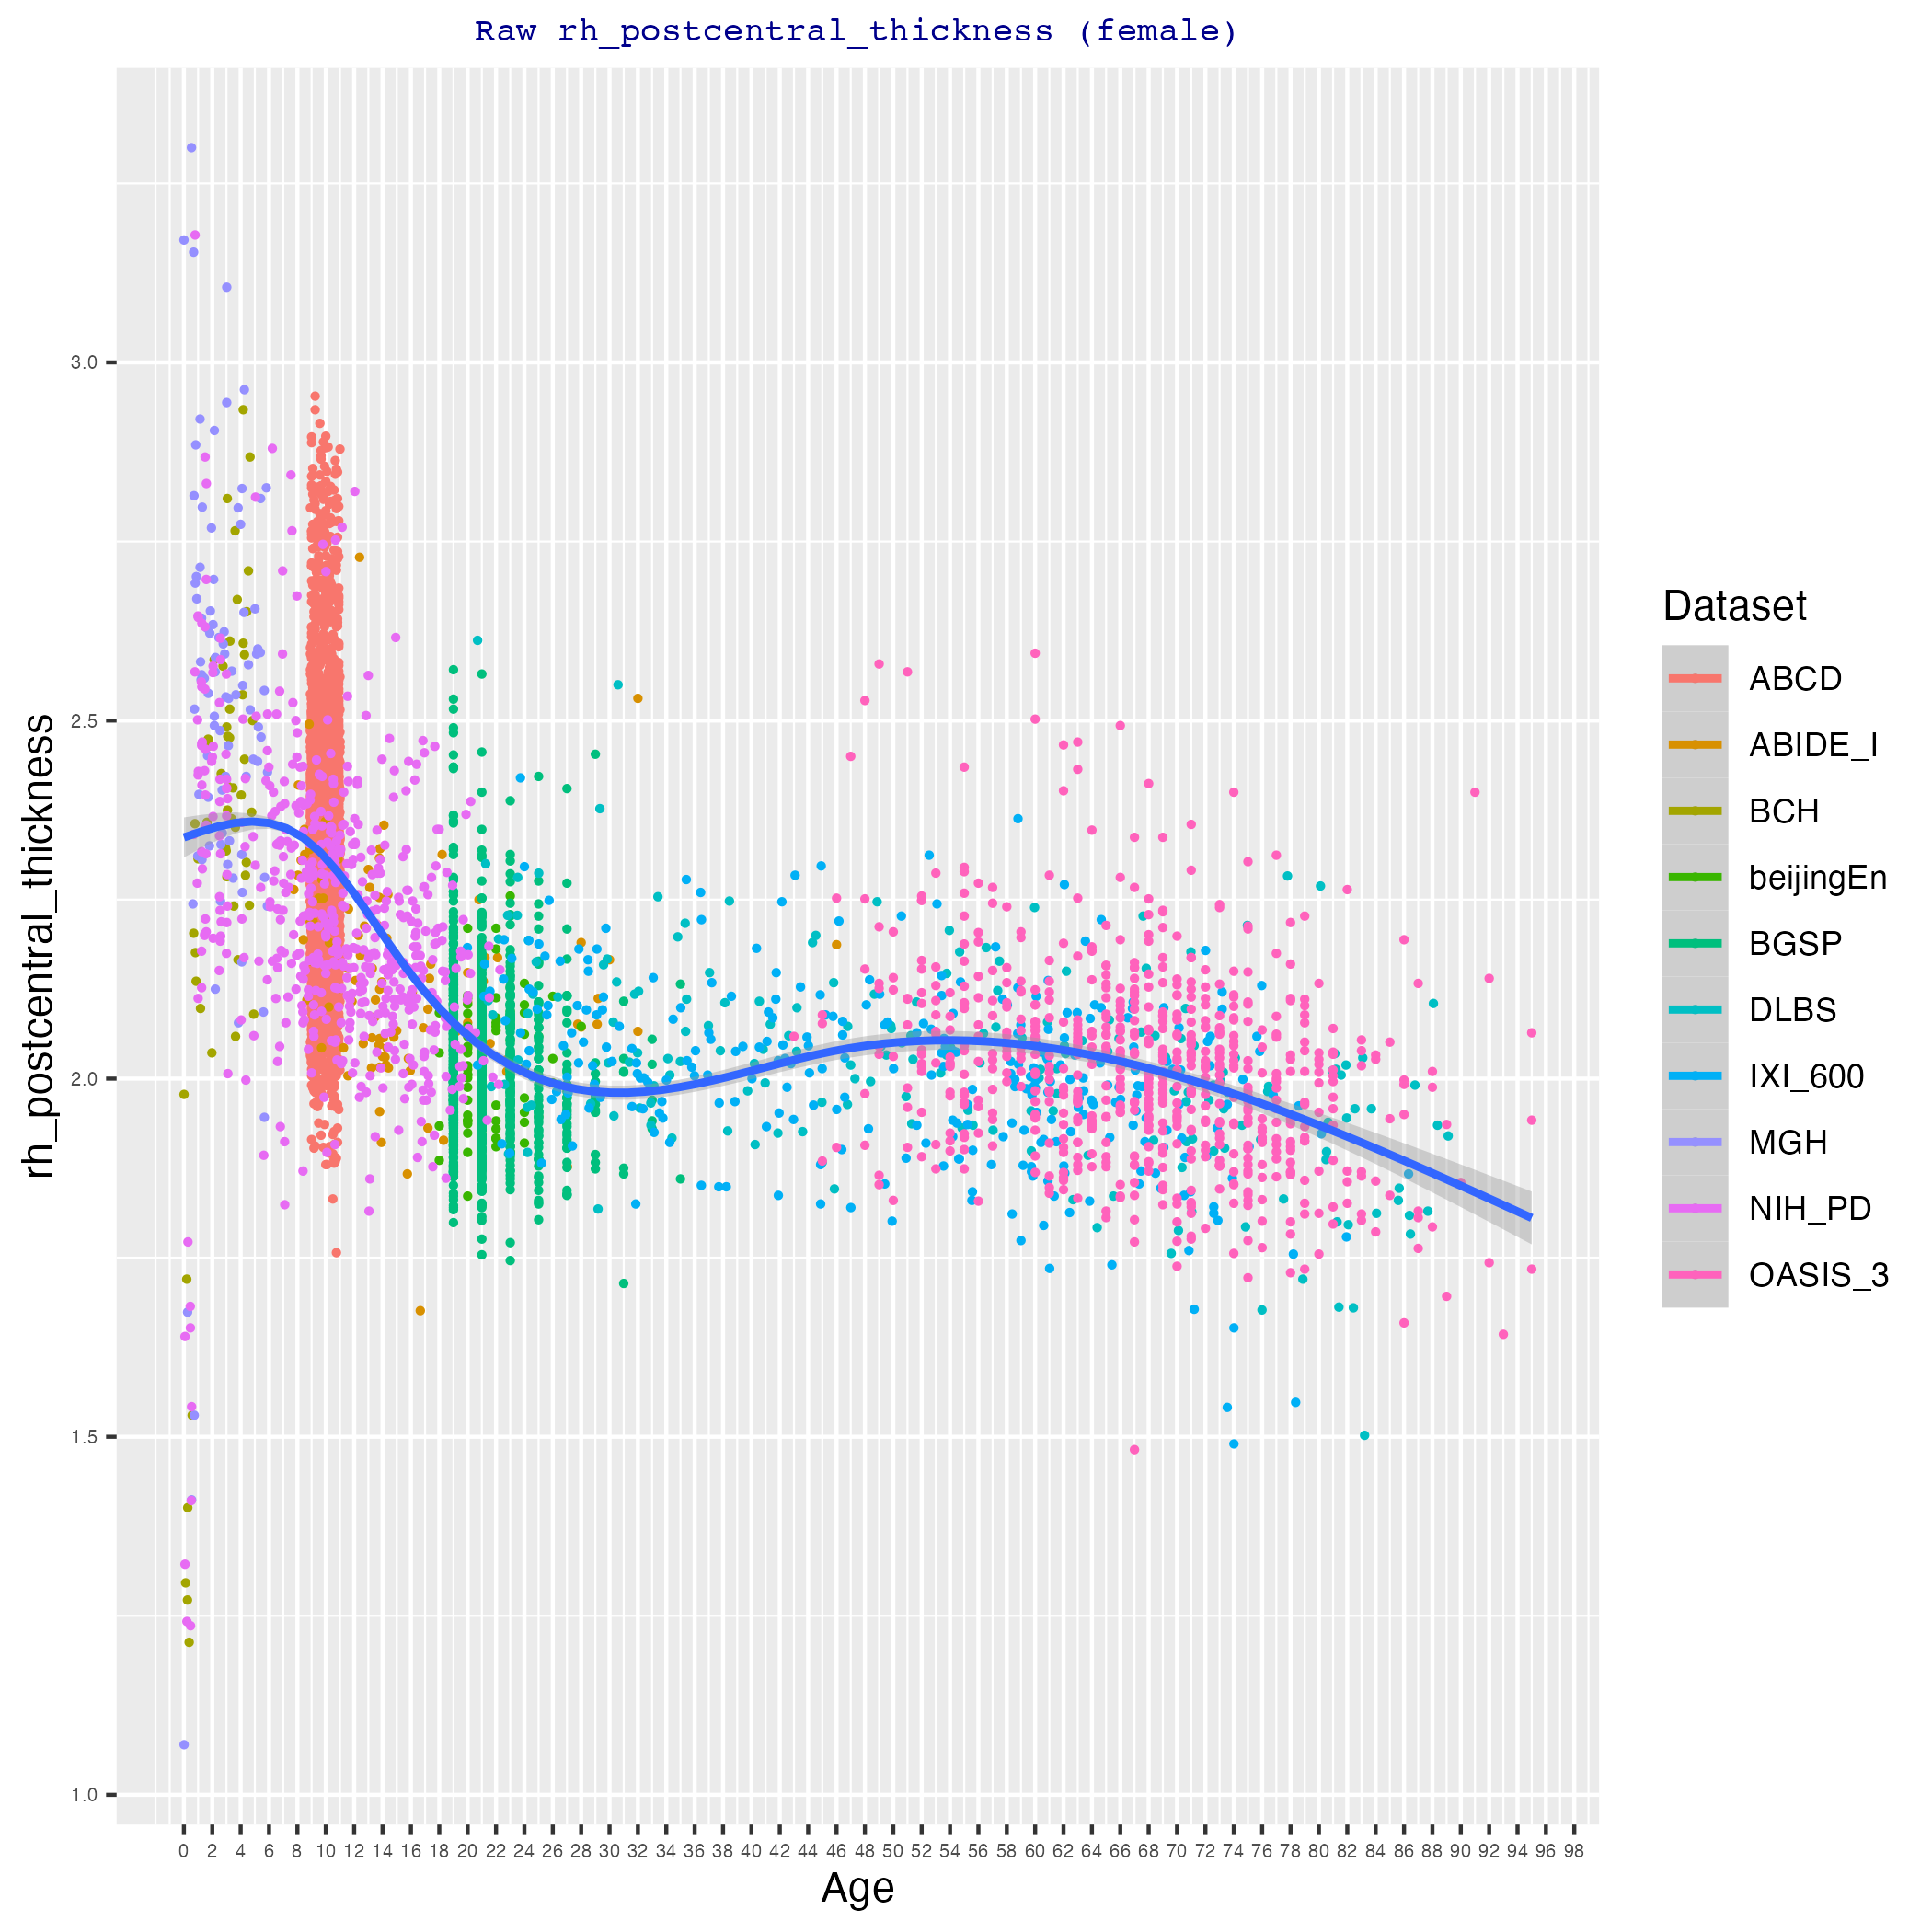 Raw rh_postcentral_thickness (female)
rh_postcentral_thickness
3.0
2.5
2.0
1.5
1.0
0 2 4 6 8 10 12 14 16 18 20 22 24 26 28 30 32 34 36 38 40 42 44 46 48 50 52 54 56 58 60 62 64 66 68 70 72 74 76 78 80 82 84 86 88 90 92 94 96 98
Age
Dataset
ABCD
ABIDE_I
BCH
beijingEn
BGSP
DLBS
IXI_600
MGH
NIH_PD
OASIS_3